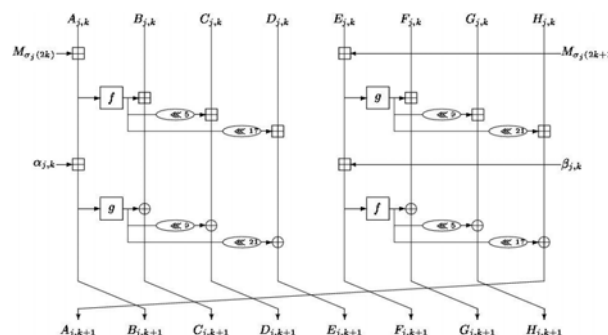 A_{j,k} B_{j,k} C_{j,k} D_{j,k} E_{j,k} F_{j,k} G_{j,k} H_{j,k}
M_{σ_j(2k)} M_{σ_j(2k+1
f g
≪ 5 ≪ 9
≪ 17 ≪ 21
α_{j,k} β_{j,k}
g f
≪ 9 ≪ 5
≪ 21 ≪ 17
A_{j,k+1} B_{j,k+1} C_{j,k+1} D_{j,k+1} E_{j,k+1} F_{j,k+1} G_{j,k+1} H_{j,k+1}